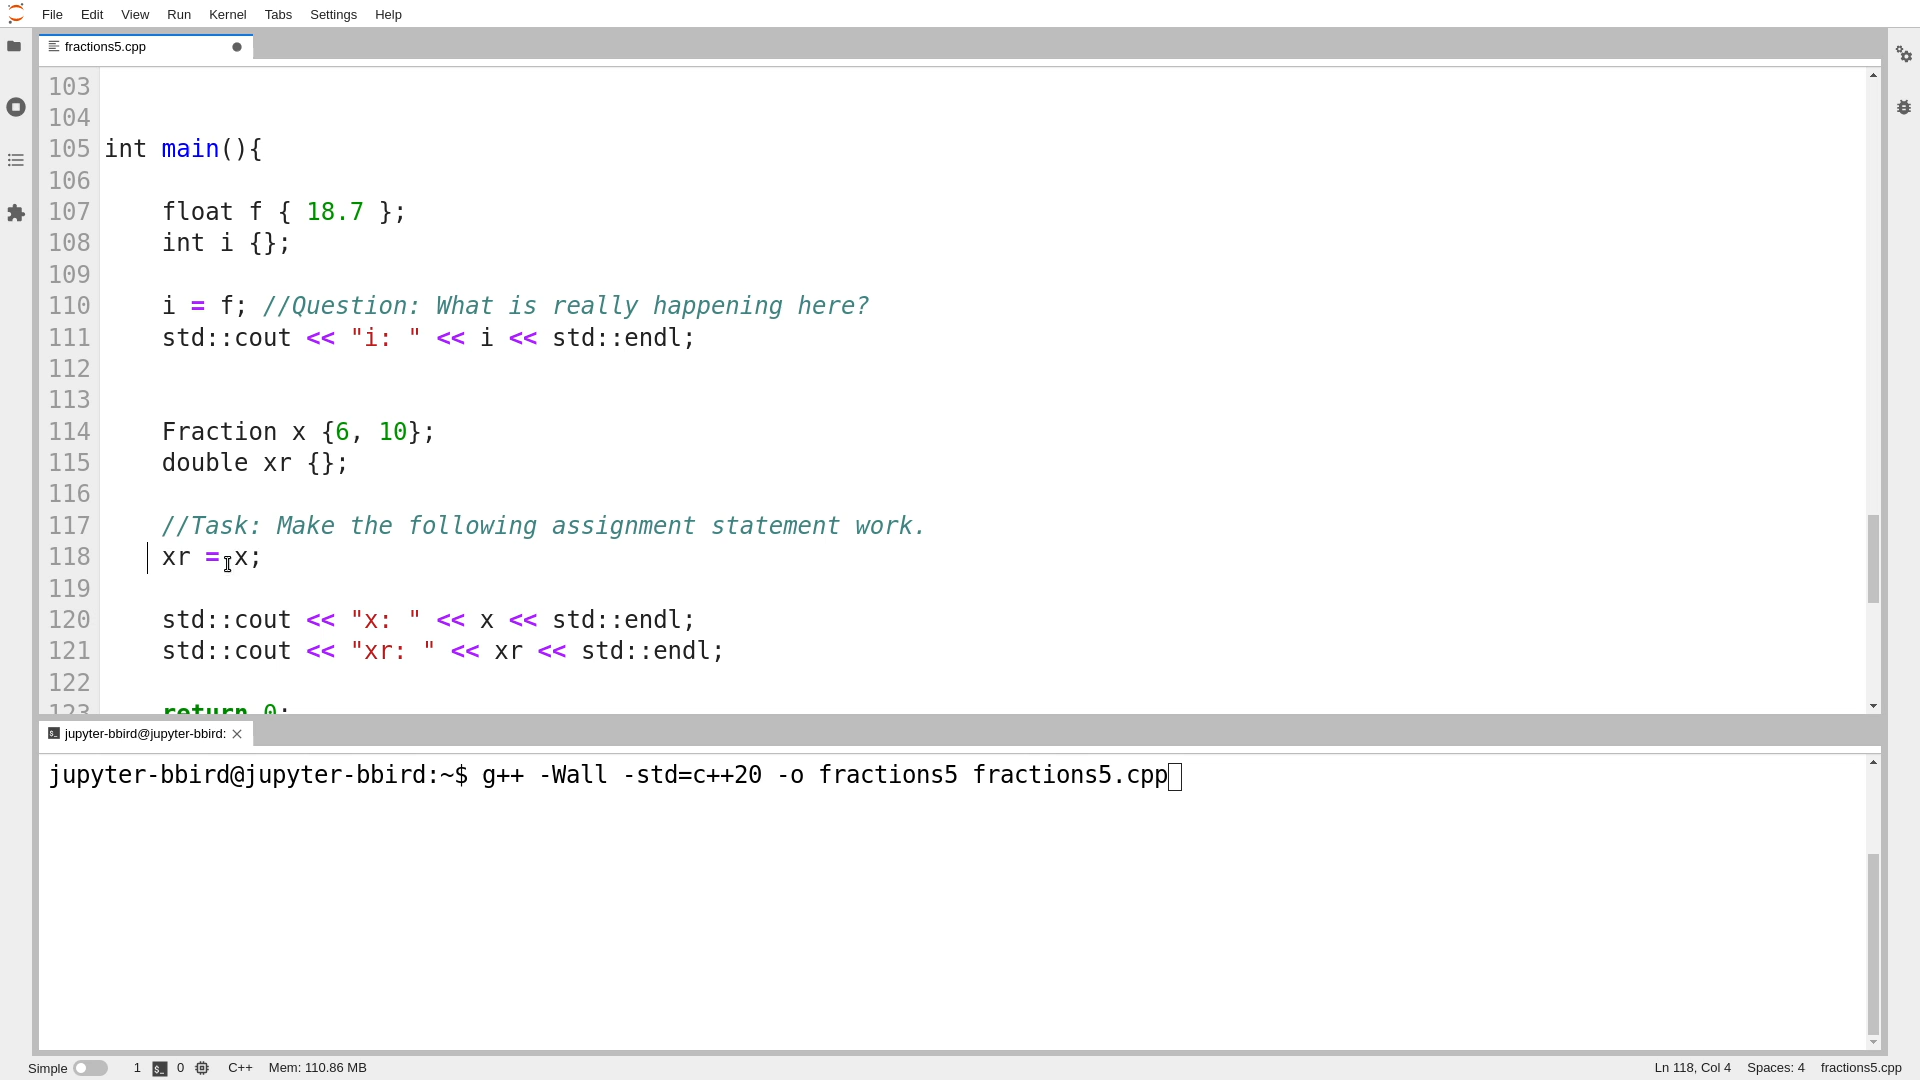 File Edit View Run Kernel Tabs Settings Help
fractions5.cpp
103
104
105 int main(){
106
107     float f { 18.7 };
108     int i {};
109
110     i = f; //Question: What is really happening here?
111     std::cout << "i: " << i << std::endl;
112
113
114     Fraction x {6, 10};
115     double xr {};
116
117     //Task: Make the following assignment statement work.
118     xr = x;
119
120     std::cout << "x: " << x << std::endl;
121     std::cout << "xr: " << xr << std::endl;
122
123     return 0;
jupyter-bbird@jupyter-bbird:
jupyter-bbird@jupyter-bbird:~$ g++ -Wall -std=c++20 -o fractions5 fractions5.cpp
Simple 1 $_ 0 C++ Mem: 110.86 MB Ln 118, Col 4 Spaces: 4 fractions5.cpp